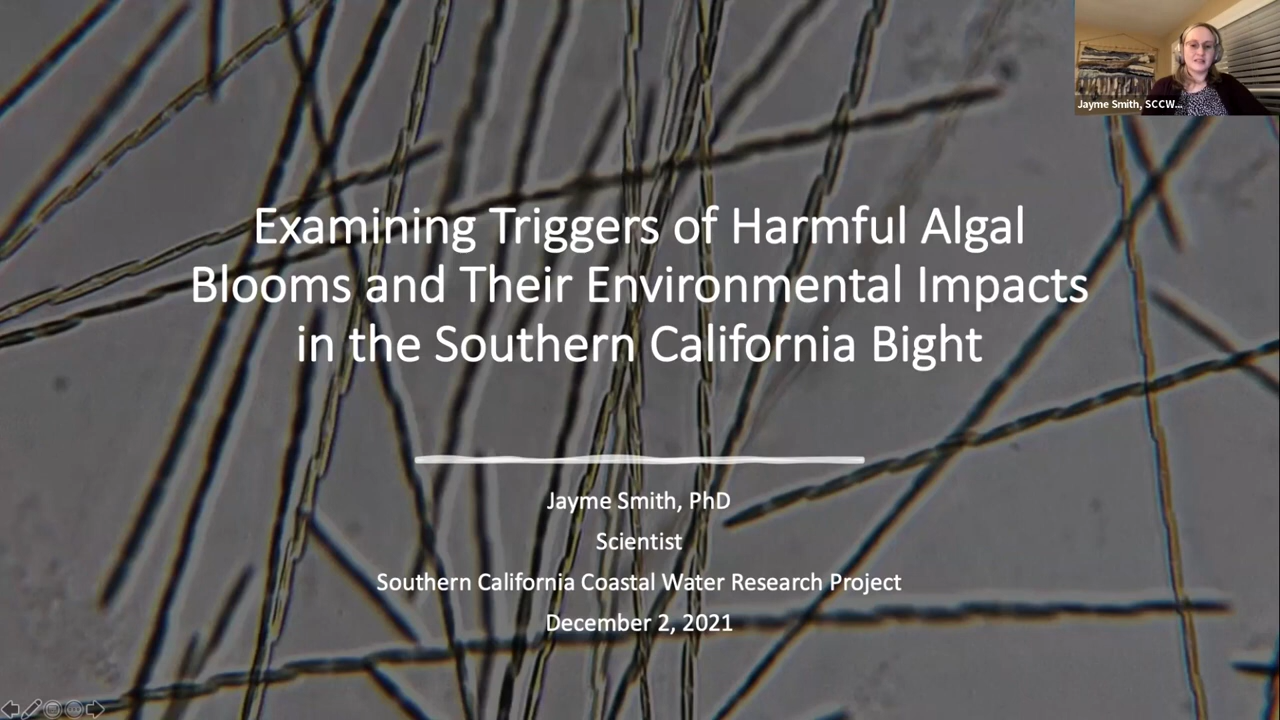 Jayme Smith, SCCW...
Examining Triggers of Harmful Algal
Blooms and Their Environmental Impacts
in the Southern California Bight
Jayme Smith, PhD
Scientist
Southern California Coastal Water Research Project
December 2, 2021